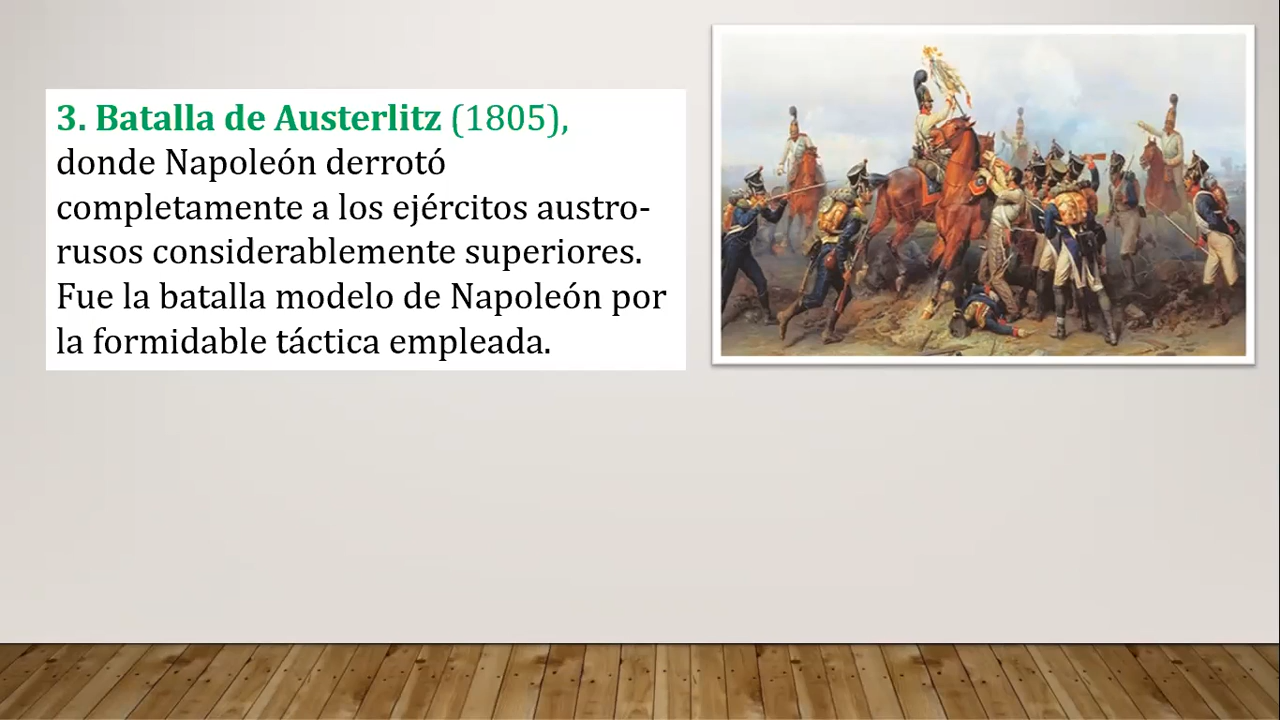 3. Batalla de Austerlitz (1805),
donde Napoleón derrotó
completamente a los ejércitos austro-
rusos considerablemente superiores.
Fue la batalla modelo de Napoleón por
la formidable táctica empleada.